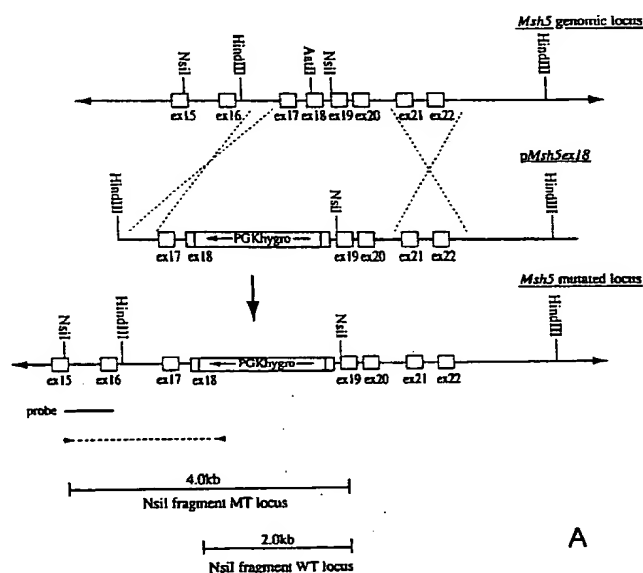 Msh5 genomic locus
NsiI
HindIII
AatII
NsiI
HindIII
ex15
ex16
ex17
ex18
ex19
ex20
ex21
ex22
pMsh5ex18
HindIII
NsiI
HindIII
PGKhygro
ex17
ex18
ex19
ex20
ex21
ex22
Msh5 mutated locus
NsiI
HindIII
NsiI
HindIII
PGKhygro
ex15
ex16
ex17
ex18
ex19
ex20
ex21
ex22
probe
4.0kb
NsiI fragment MT locus
2.0kb
NsiI fragment WT locus
A